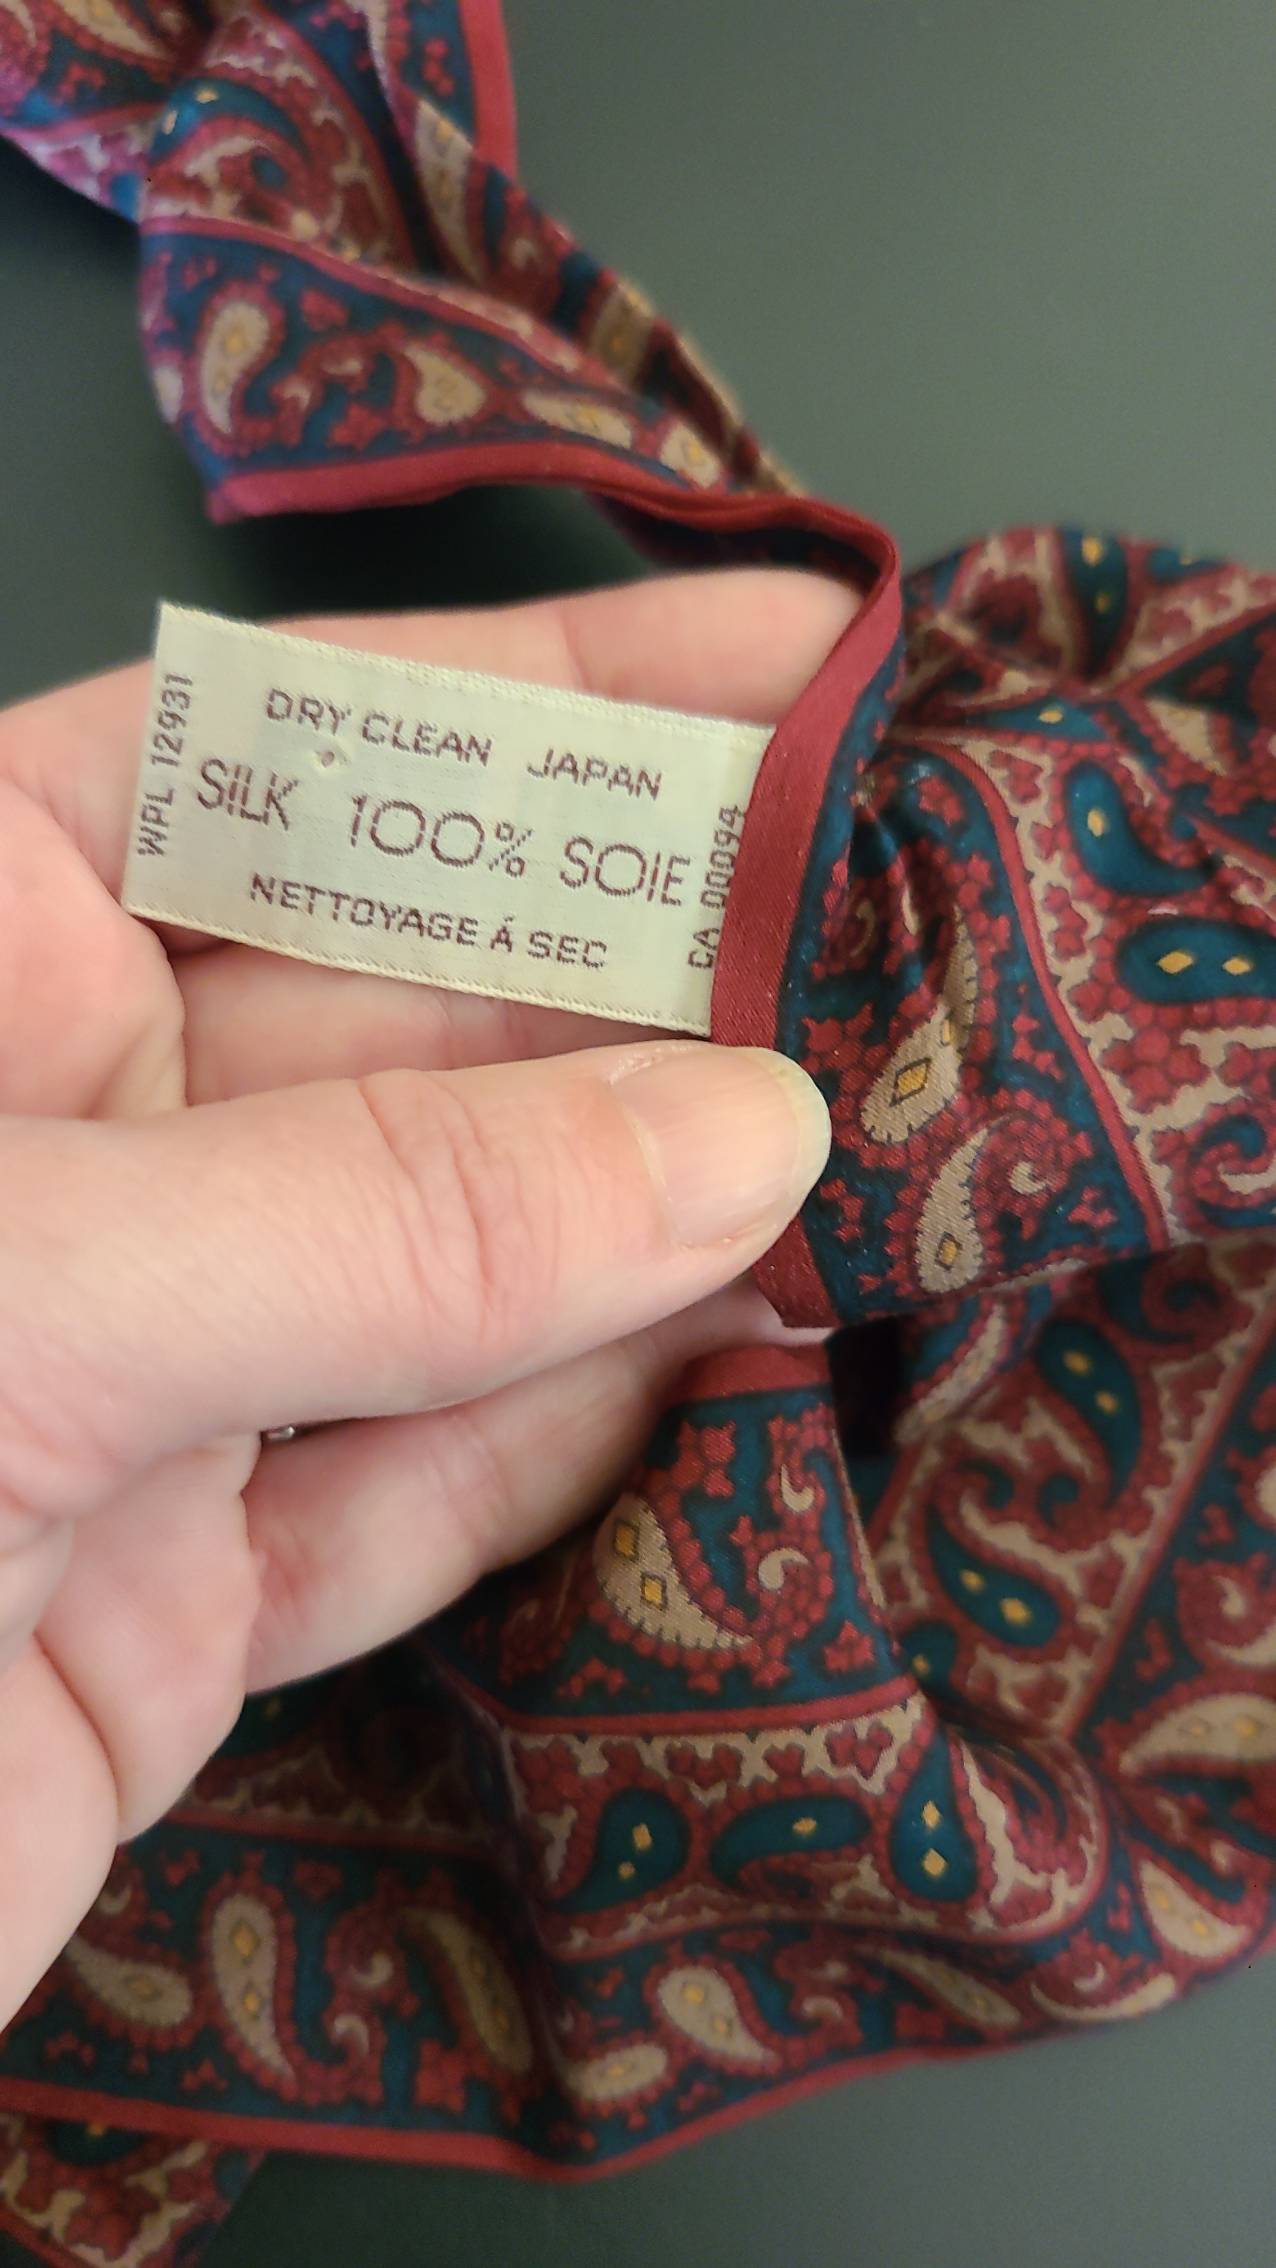 WPL 12931
DRY CLEAN JAPAN
SILK 100% SOIE
NETTOYAGE À SEC
CA 00094